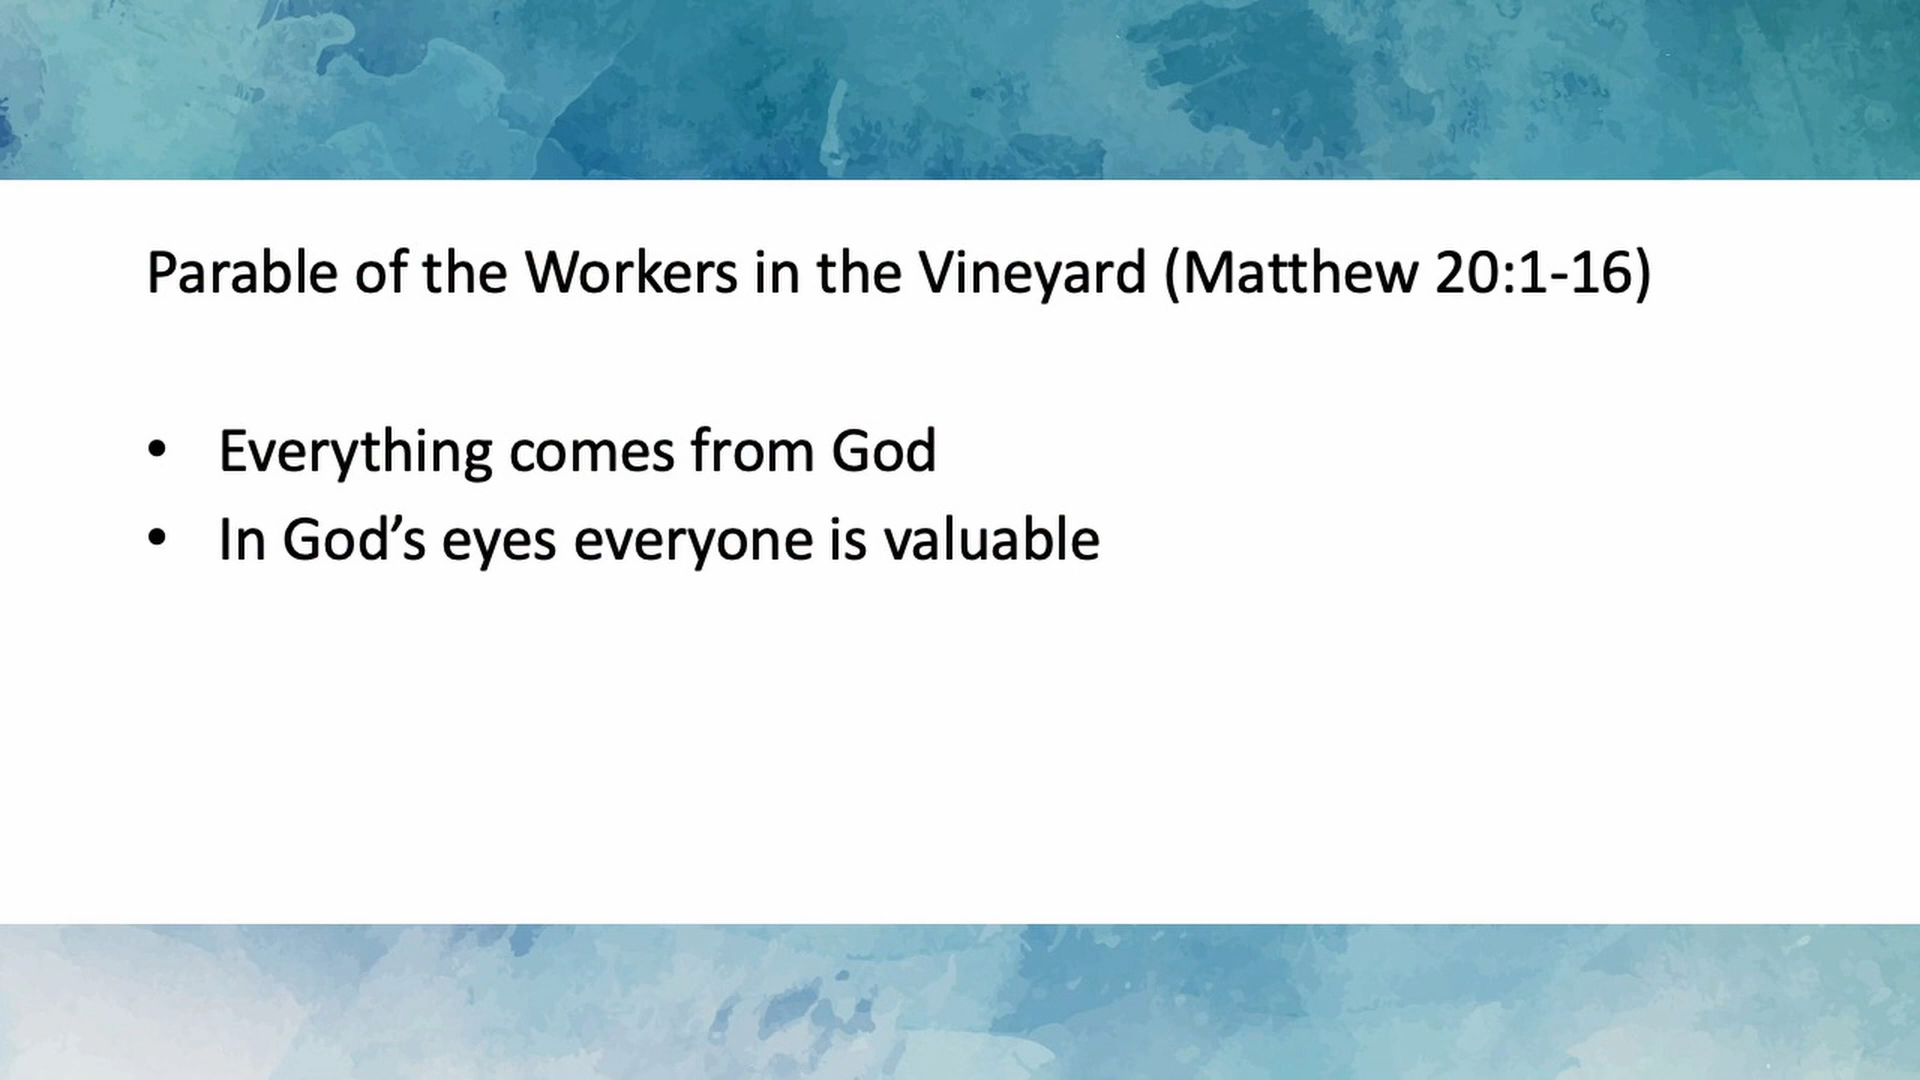 Parable of the Workers in the Vineyard (Matthew 20:1-16)
• Everything comes from God
• In God’s eyes everyone is valuable